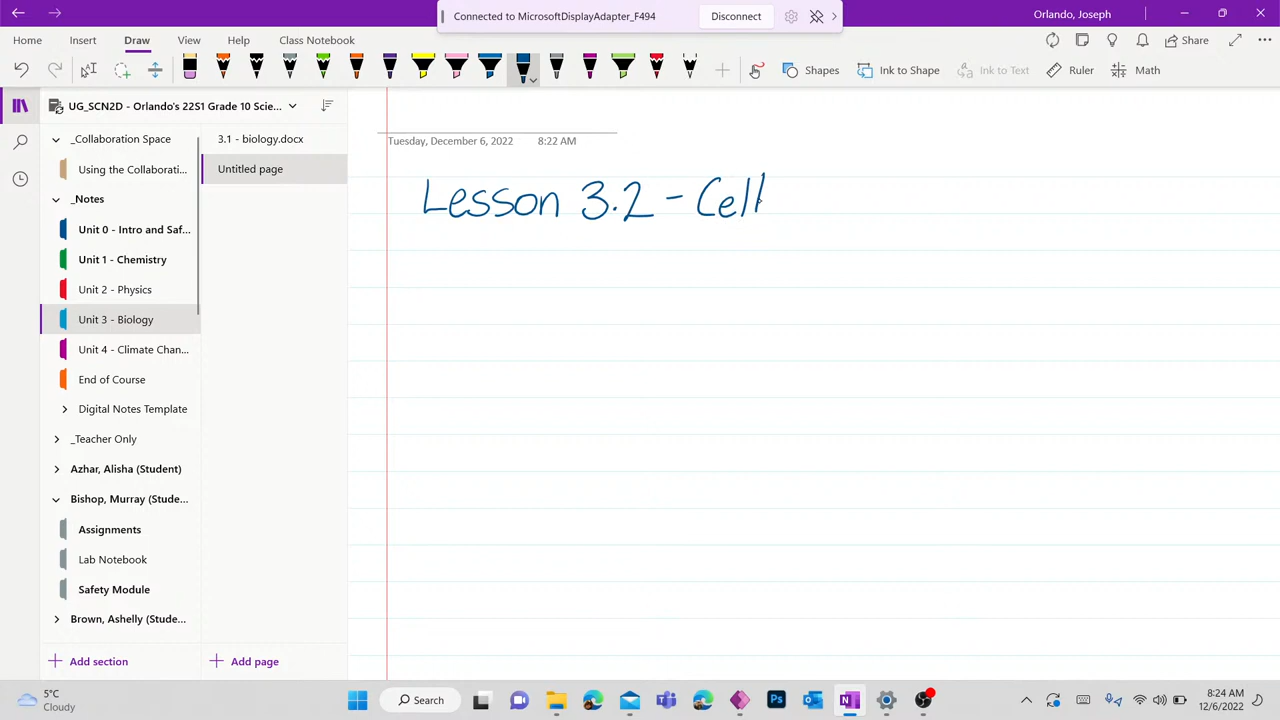 Connected to MicrosoftDisplayAdapter_F494
Disconnect
Orlando, Joseph
Home Insert Draw View Help Class Notebook
Share
Shapes Ink to Shape Ink to Text Ruler Math
UG_SCN2D - Orlando's 22S1 Grade 10 Scie...
_Collaboration Space
Using the Collaborati...
_Notes
Unit 0 - Intro and Saf...
Unit 1 - Chemistry
Unit 2 - Physics
Unit 3 - Biology
Unit 4 - Climate Chan...
End of Course
Digital Notes Template
_Teacher Only
Azhar, Alisha (Student)
Bishop, Murray (Stude...
Assignments
Lab Notebook
Safety Module
Brown, Ashelly (Stude...
Add section
3.1 - biology.docx
Untitled page
Add page
Tuesday, December 6, 2022 8:22 AM
Lesson 3.2 - Cell
5°C
Cloudy
Search
8:24 AM
12/6/2022